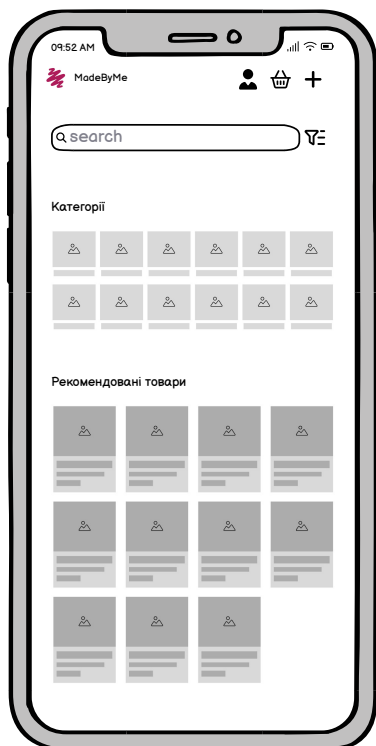 09:52 AM
MadeByMe
search
Категорії
Рекомендовані товари